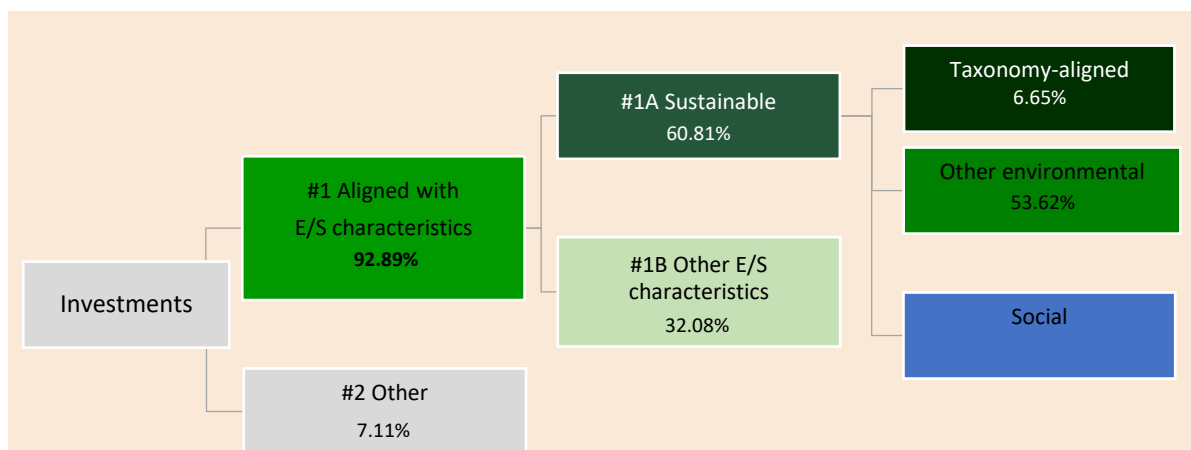 Investments
#1 Aligned with
E/S characteristics
92.89%
#2 Other
7.11%
#1A Sustainable
60.81%
#1B Other E/S
characteristics
32.08%
Taxonomy-aligned
6.65%
Other environmental
53.62%
Social